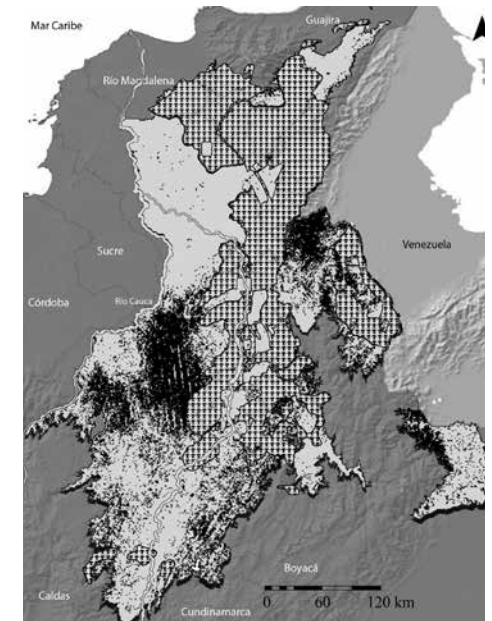 Mar Caribe
Guajira
Río Magdalena
Venezuela
Sucre
Córdoba
Río Cauca
Boyacá
0 60 120 km
Caldas
Cundinamarca